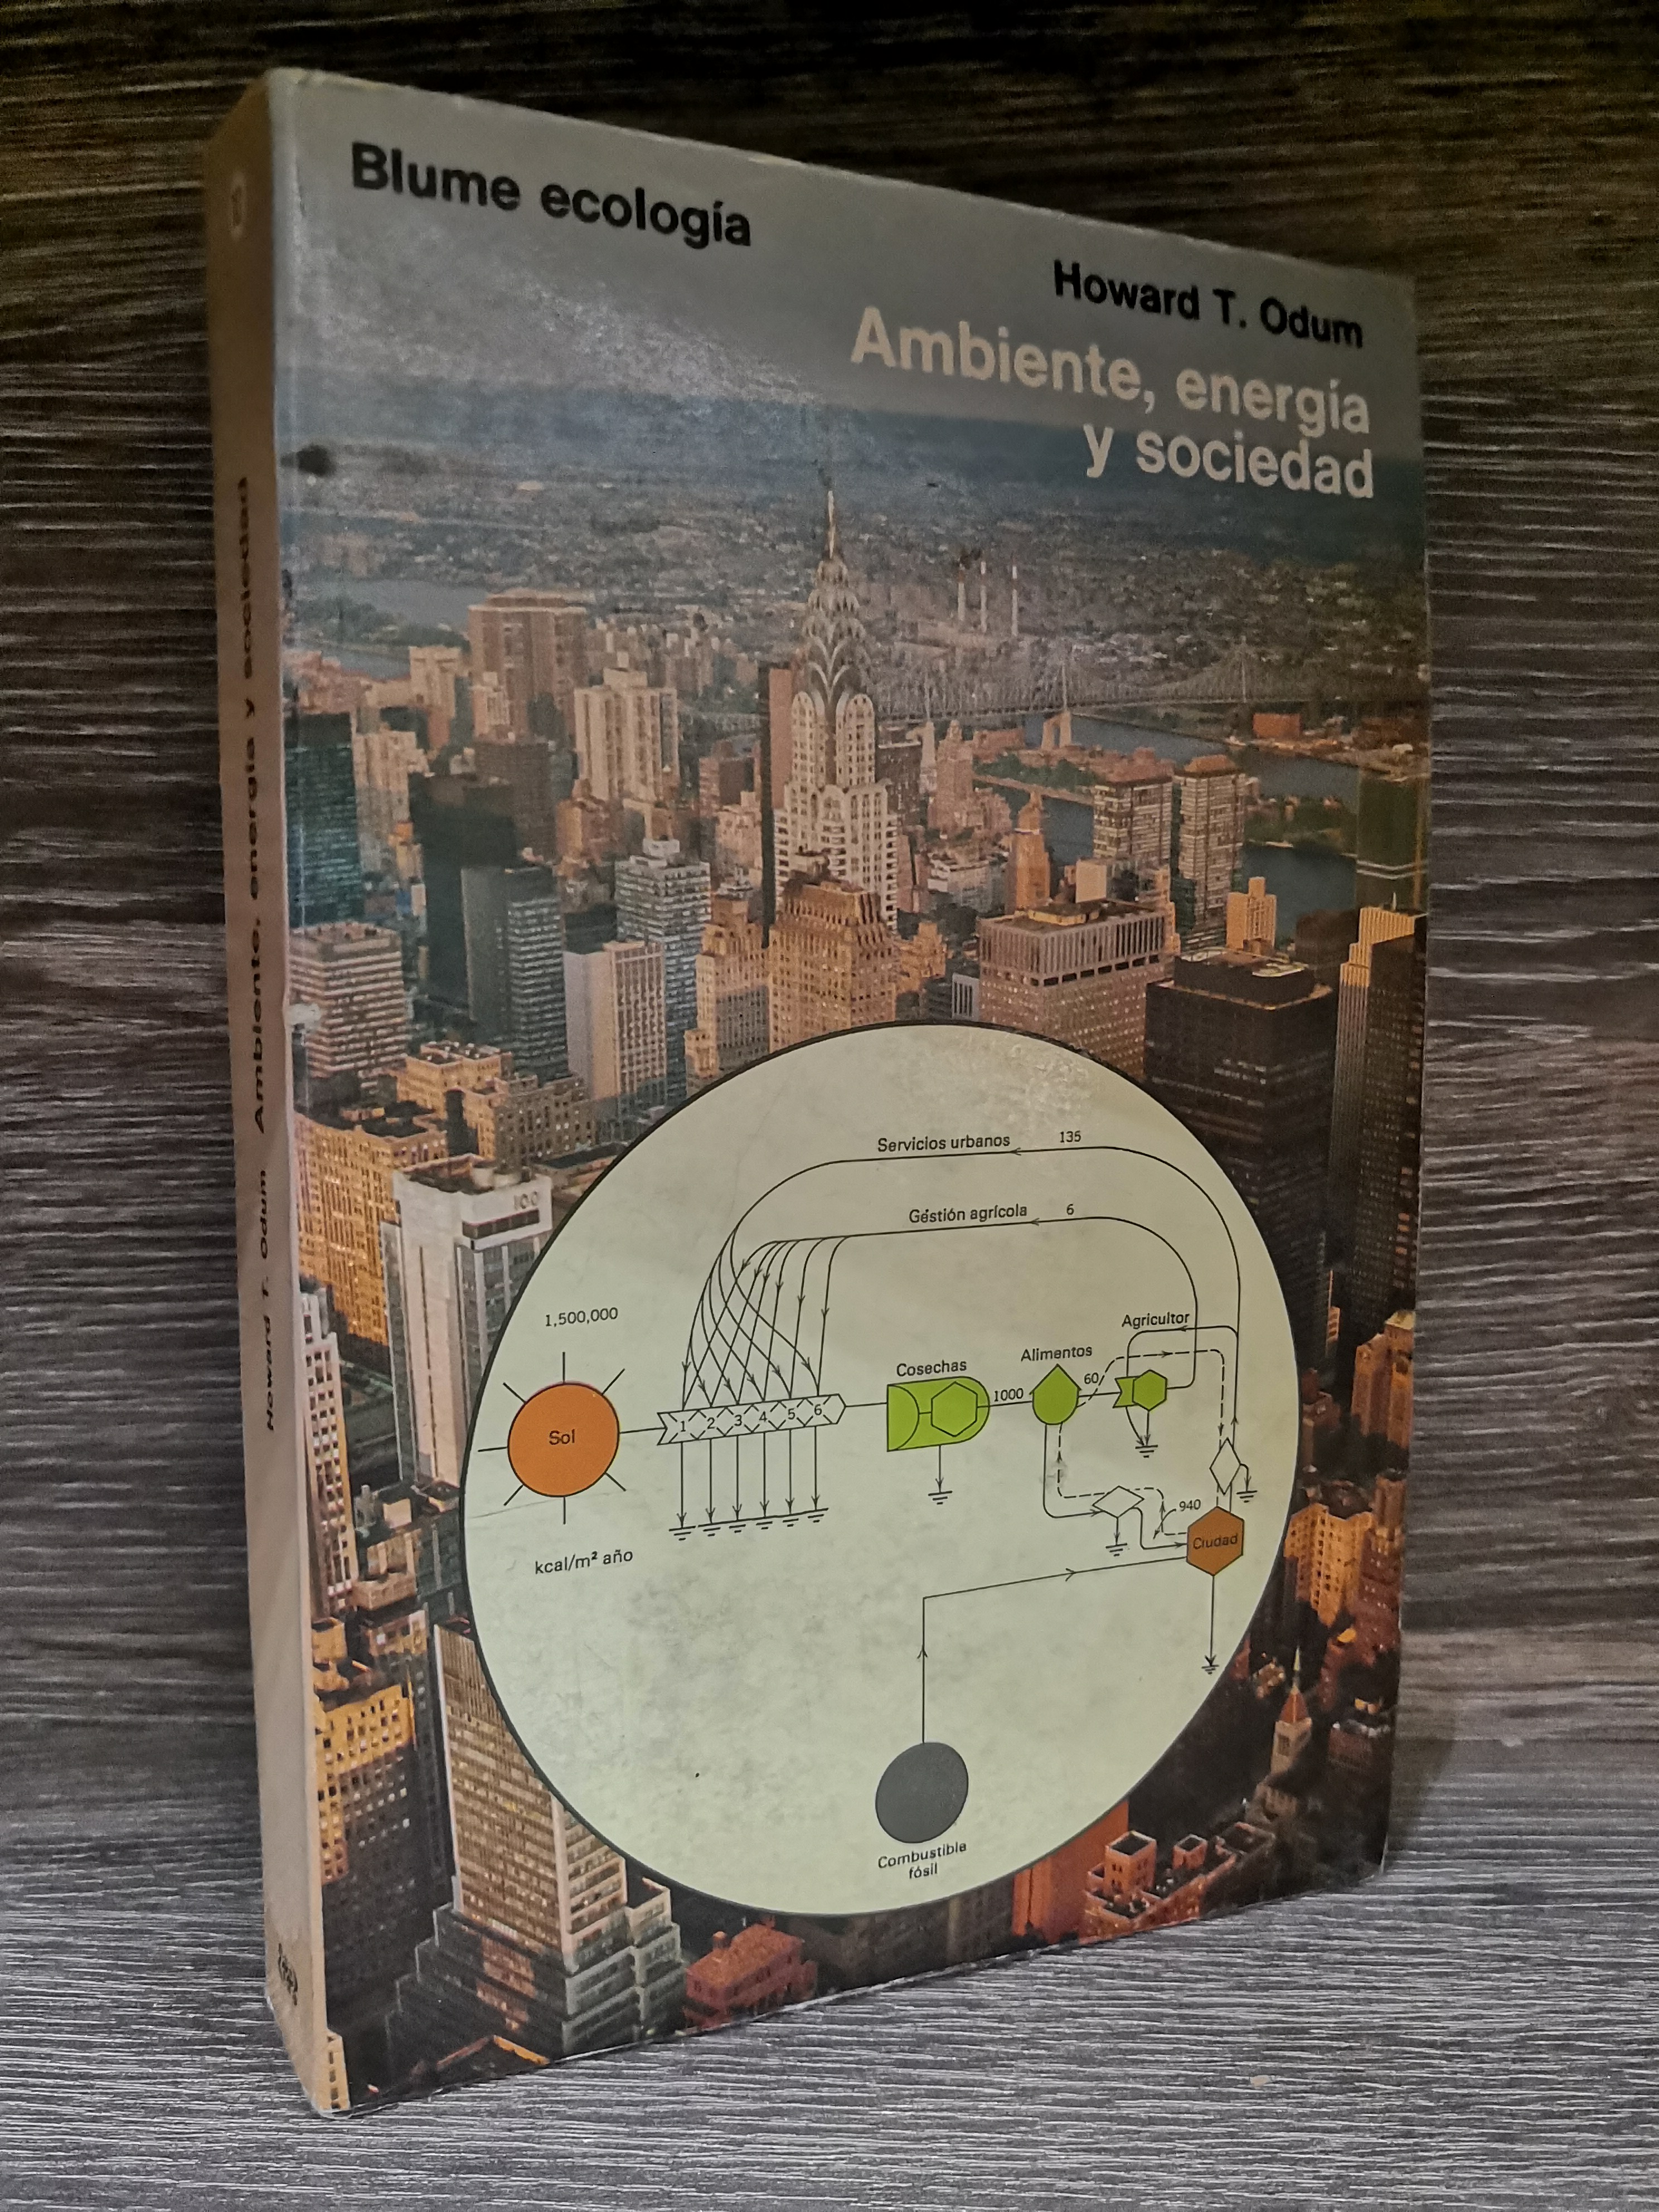 Blume ecología
Howard T. Odum
Ambiente, energía
y sociedad
Howard T. Odum Ambiente, energía y sociedad
Servicios urbanos 135
Gestión agrícola 6
1,500,000
Agricultor
Alimentos
Cosechas
1000
60
Sol
1 2 3 4 5 6
940
Ciudad
kcal/m² año
Combustible
fósil
100